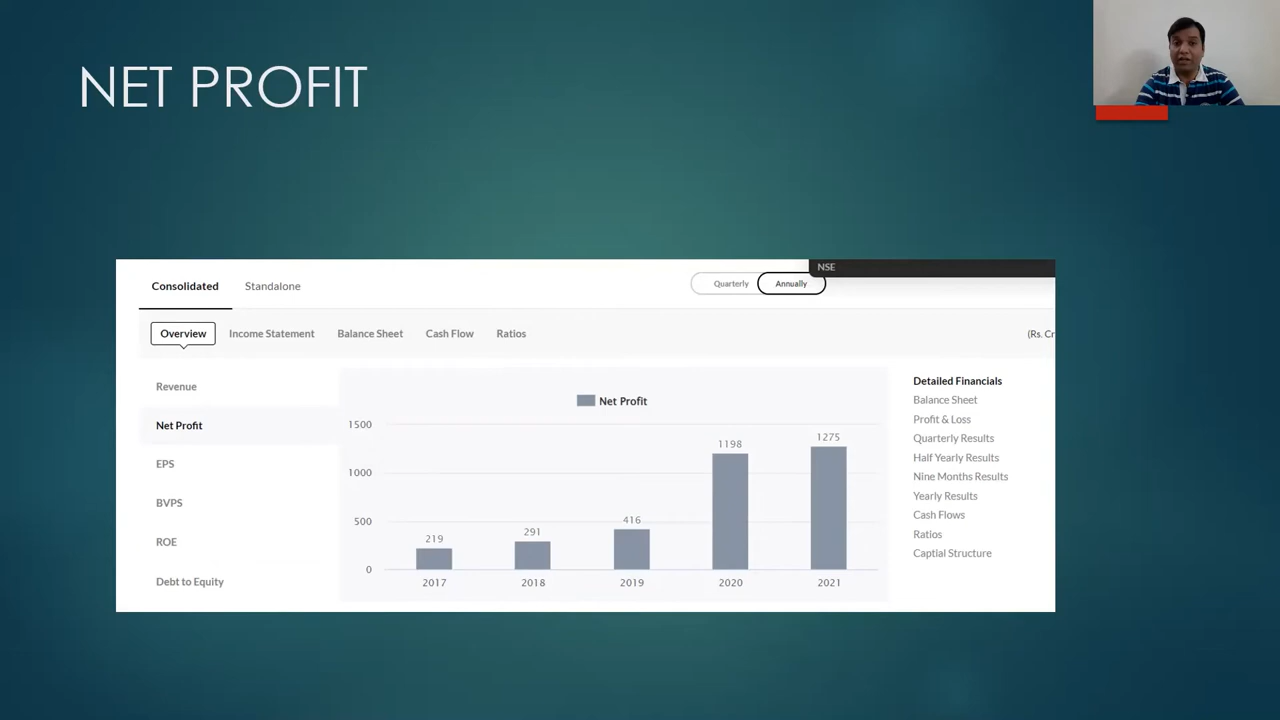 NET PROFIT
NSE
Consolidated Standalone
Quarterly Annually
Overview Income Statement Balance Sheet Cash Flow Ratios
(Rs. Cr
Revenue
Net Profit
EPS
BVPS
ROE
Debt to Equity
Net Profit
1500
1000
500
0
219
291
416
1198
1275
2017 2018 2019 2020 2021
Detailed Financials
Balance Sheet
Profit & Loss
Quarterly Results
Half Yearly Results
Nine Months Results
Yearly Results
Cash Flows
Ratios
Captial Structure